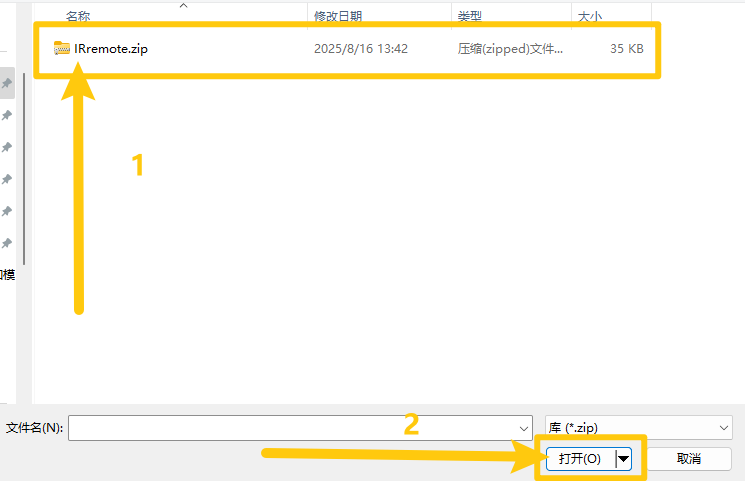 名称 修改日期 类型 大小
IRremote.zip 2025/8/16 13:42 压缩(zipped)文件... 35 KB
1
模
2
文件名(N): 库 (*.zip)
打开(O) 取消